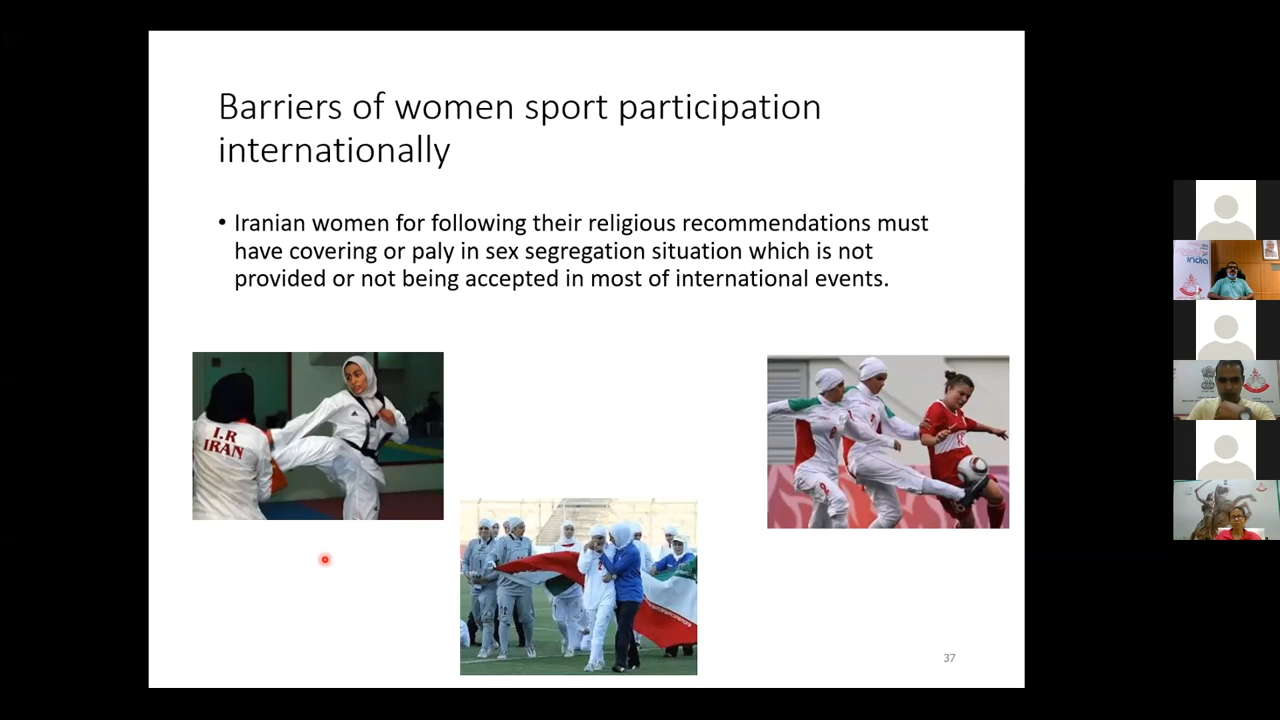 Barriers of women sport participation
internationally
• Iranian women for following their religious recommendations must
have covering or paly in sex segregation situation which is not
provided or not being accepted in most of international events.
I.R
IRAN
37
india